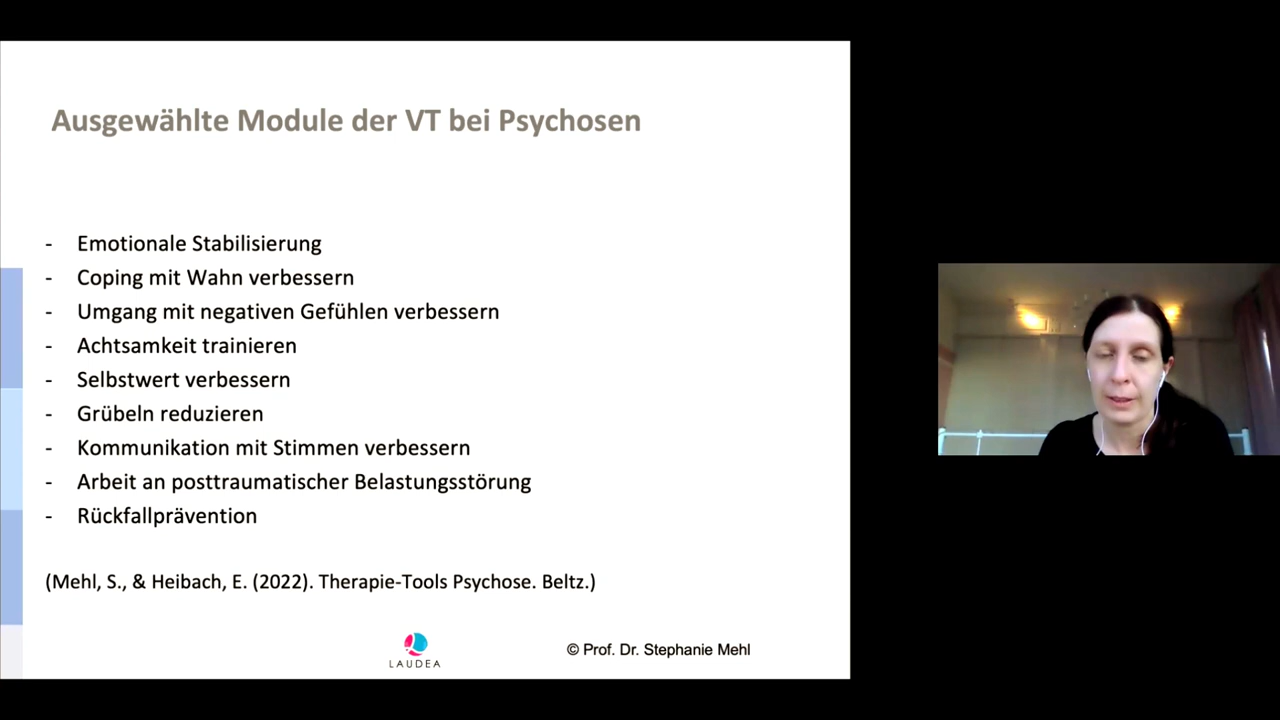 Ausgewählte Module der VT bei Psychosen
- Emotionale Stabilisierung
- Coping mit Wahn verbessern
- Umgang mit negativen Gefühlen verbessern
- Achtsamkeit trainieren
- Selbstwert verbessern
- Grübeln reduzieren
- Kommunikation mit Stimmen verbessern
- Arbeit an posttraumatischer Belastungsstörung
- Rückfallprävention
(Mehl, S., & Heibach, E. (2022). Therapie-Tools Psychose. Beltz.)
LAUDEA
© Prof. Dr. Stephanie Mehl